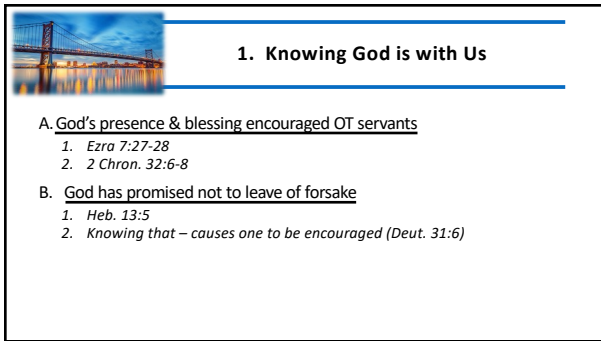 1. Knowing God is with Us
A. God’s presence & blessing encouraged OT servants
1. Ezra 7:27-28
2. 2 Chron. 32:6-8
B. God has promised not to leave of forsake
1. Heb. 13:5
2. Knowing that – causes one to be encouraged (Deut. 31:6)